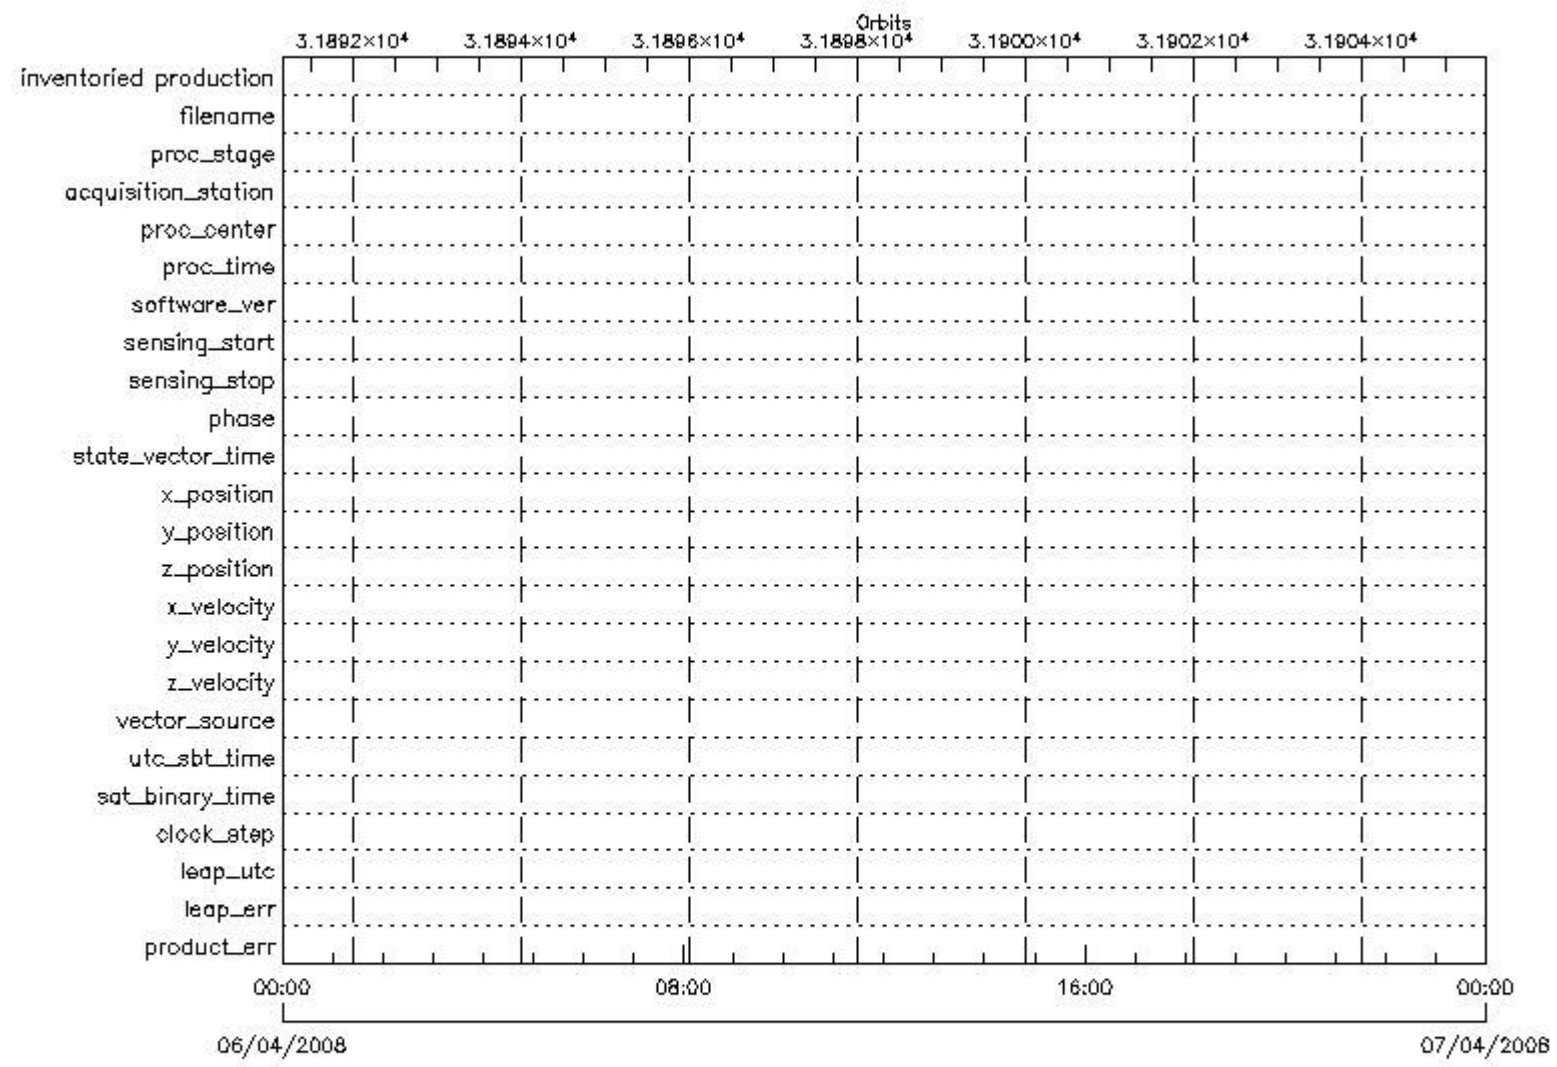 Orbits
3.1892×10⁴ 3.1894×10⁴ 3.1896×10⁴ 3.1898×10⁴ 3.1900×10⁴ 3.1902×10⁴ 3.1904×10⁴
inventoried production
filename
proc_stage
acquisition_station
proc_center
proc_time
software_ver
sensing_start
sensing_stop
phase
state_vector_time
x_position
y_position
z_position
x_velocity
y_velocity
z_velocity
vector_source
utc_sbt_time
sat_binary_time
clock_step
leap_utc
leap_err
product_err
00:00 08:00 16:00 00:00
06/04/2008 07/04/2008